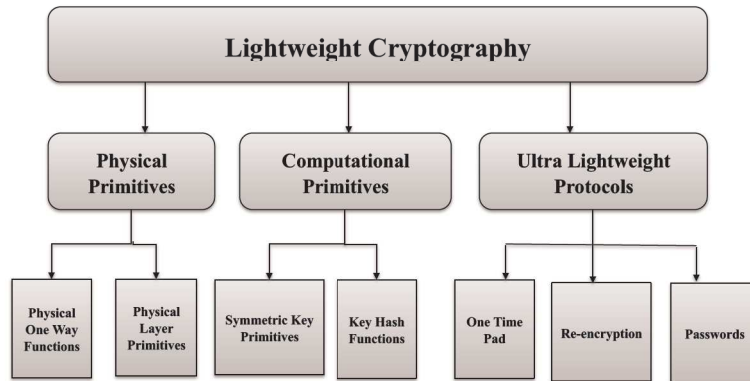 Lightweight Cryptography
Physical
Primitives
Computational
Primitives
Ultra Lightweight
Protocols
Physical
One Way
Functions
Physical
Layer
Primitives
Symmetric Key
Primitives
Key Hash
Functions
One Time
Pad
Re-encryption
Passwords